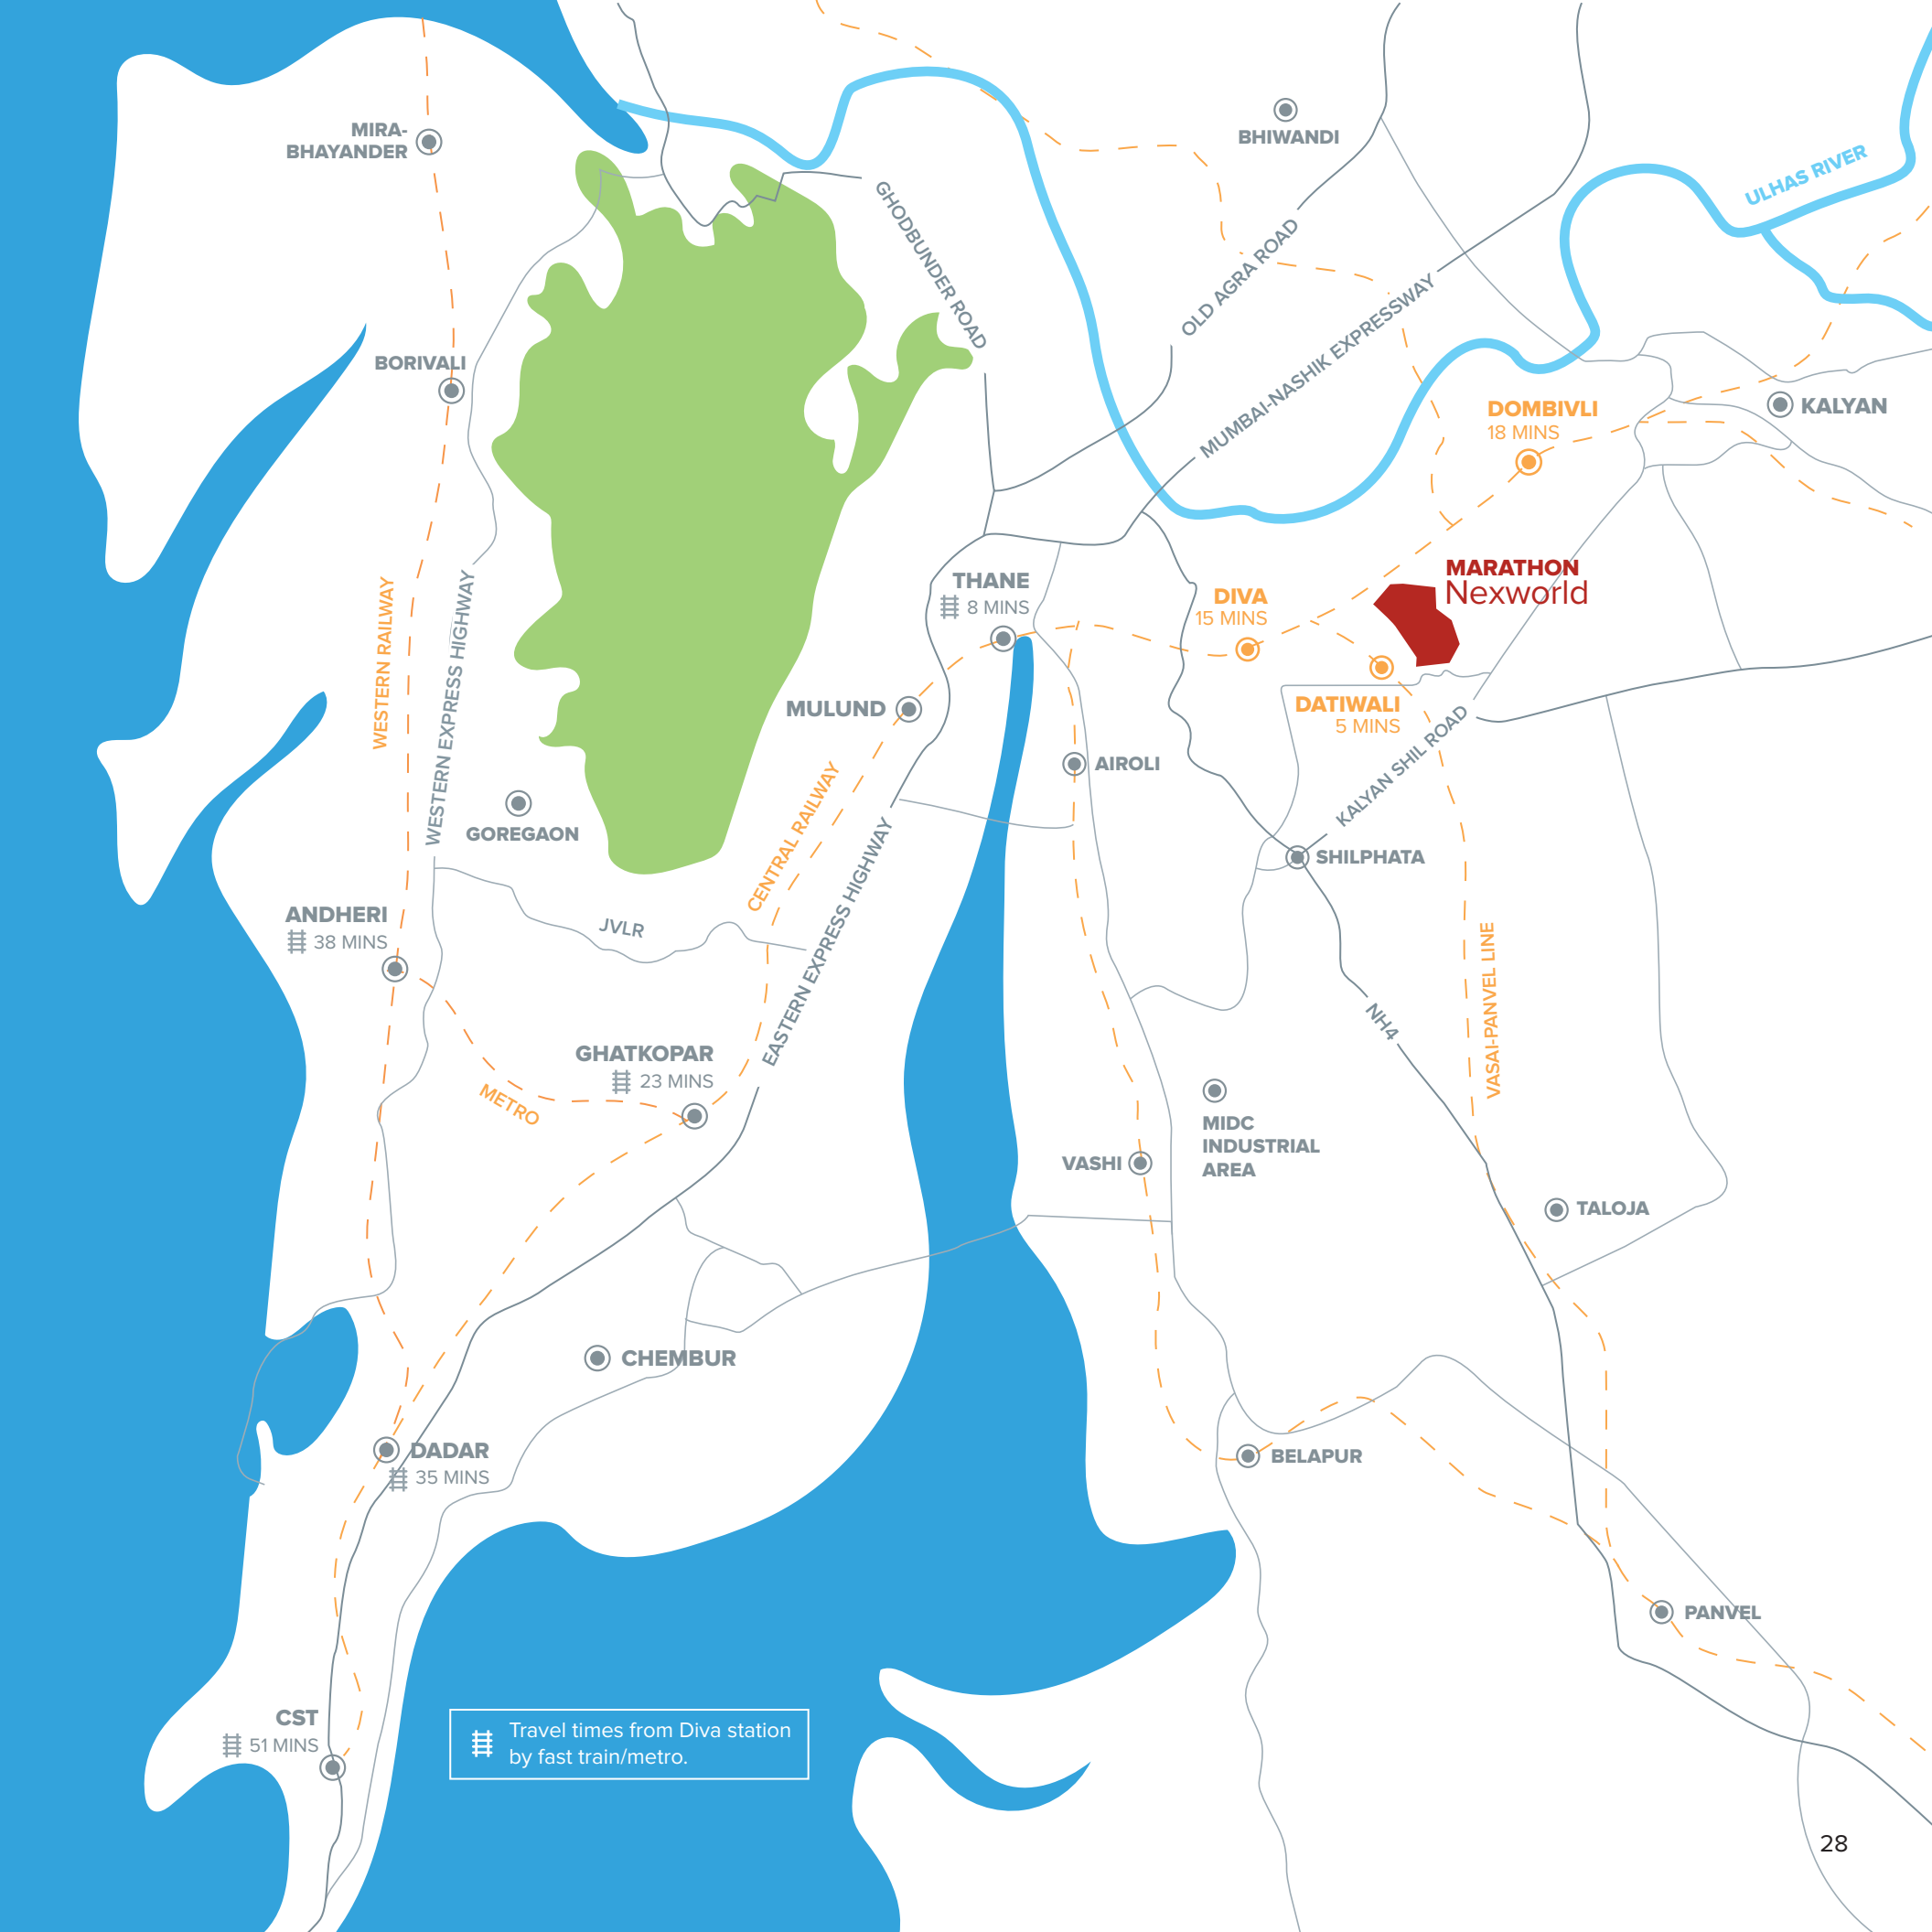 MIRA-
BHAYANDER
BHIWANDI
ULHAS RIVER
GHODBUNDER ROAD
OLD AGRA ROAD
MUMBAI-NASHIK EXPRESSWAY
BORIVALI
DOMBIVLI
18 MINS
KALYAN
MARATHON
Nexworld
THANE
8 MINS
DIVA
15 MINS
WESTERN RAILWAY
WESTERN EXPRESS HIGHWAY
MULUND
DATIWALI
5 MINS
KALYAN SHIL ROAD
AIROLI
GOREGAON
CENTRAL RAILWAY
EASTERN EXPRESS HIGHWAY
SHILPHATA
ANDHERI
38 MINS
JVLR
VASAI-PANVEL LINE
NH4
GHATKOPAR
23 MINS
METRO
MIDC
INDUSTRIAL
AREA
VASHI
TALOJA
CHEMBUR
DADAR
35 MINS
BELAPUR
PANVEL
CST
51 MINS
Travel times from Diva station
by fast train/metro.
28